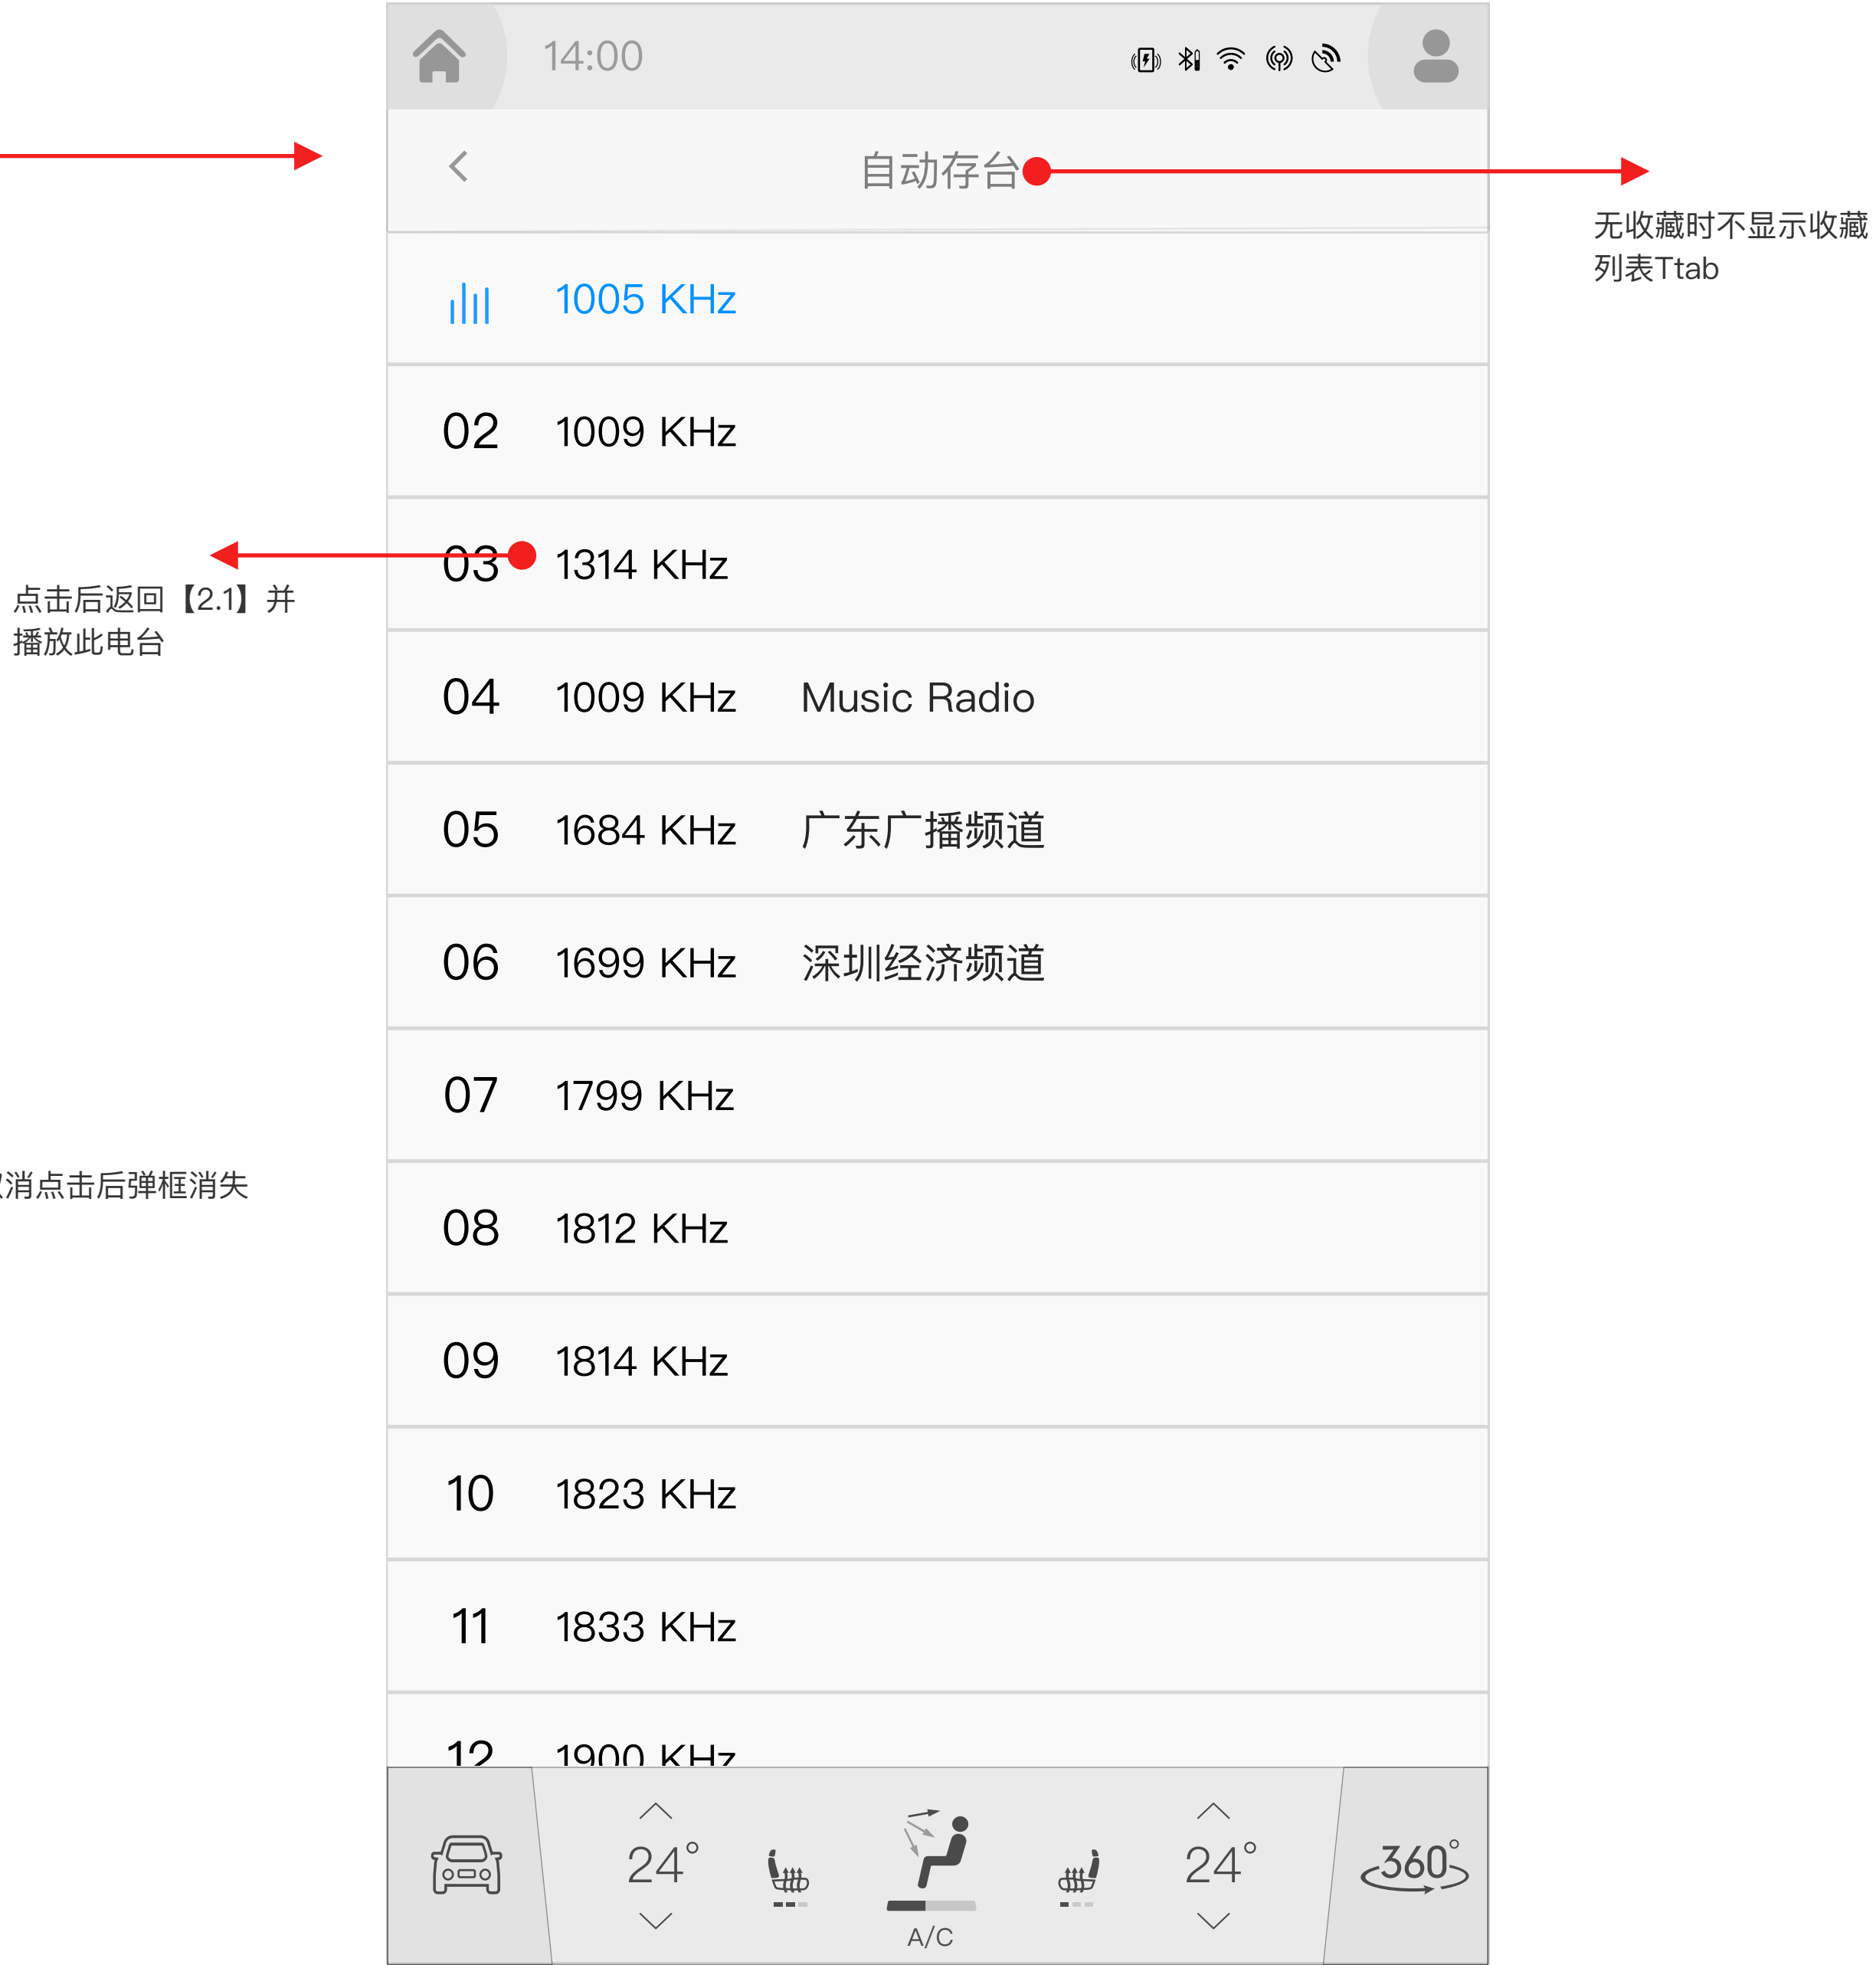 14:00
自动存台
无收藏时不显示收藏
列表Ttab
1005 KHz
02 1009 KHz
03 1314 KHz
点击后返回【2.1】并
播放此电台
04 1009 KHz Music Radio
05 1684 KHz 广东广播频道
06 1699 KHz 深圳经济频道
07 1799 KHz
取消点击后弹框消失
08 1812 KHz
09 1814 KHz
10 1823 KHz
11 1833 KHz
12 1900 KHz
24° 24° 360°
A/C